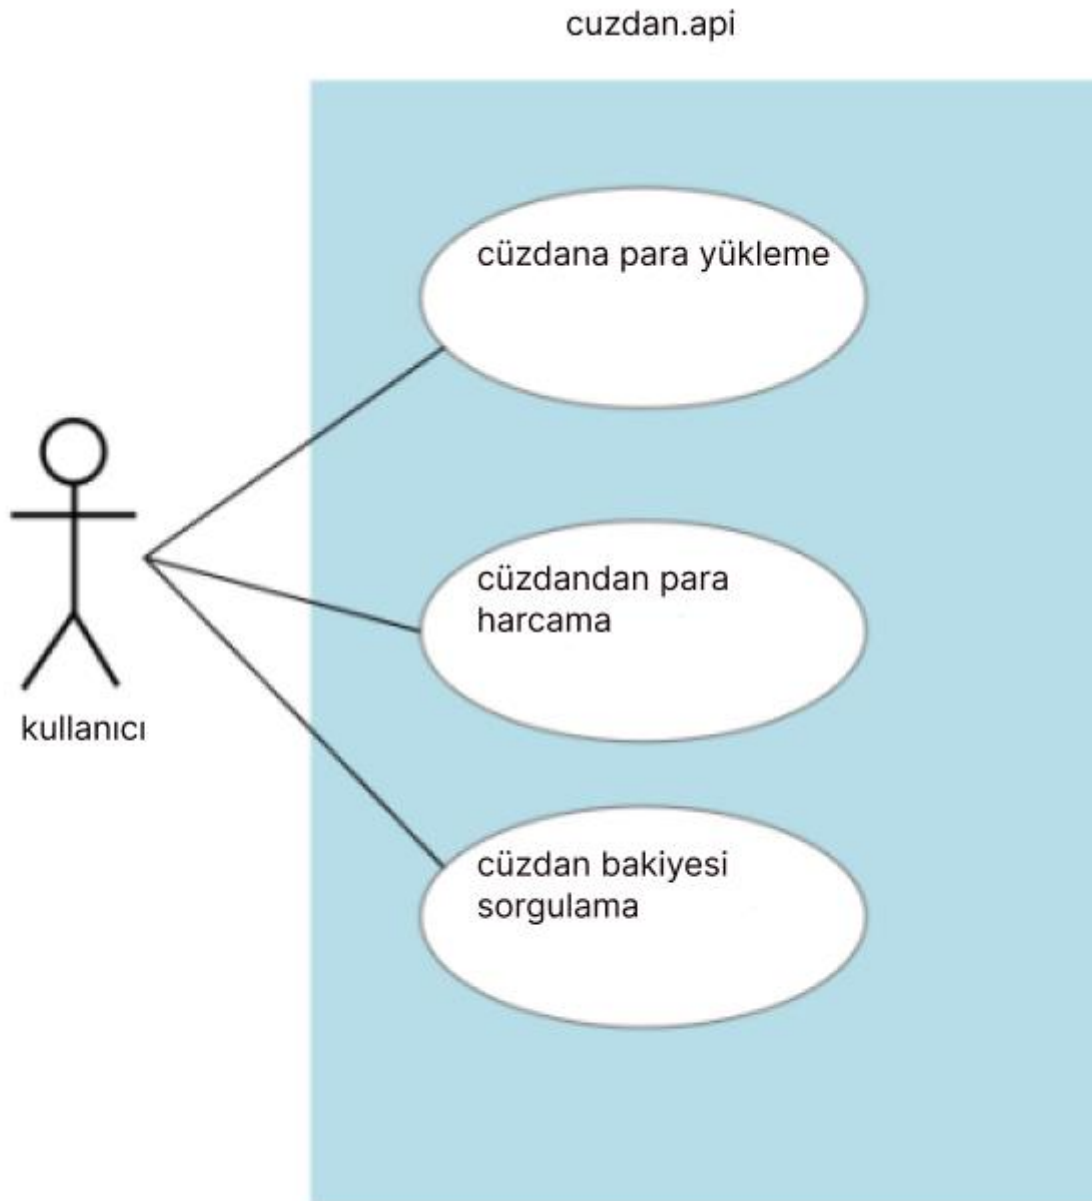 cuzdan.api
cüzdana para yükleme
cüzdandan para
harcama
kullanıcı
cüzdan bakiyesi
sorgulama